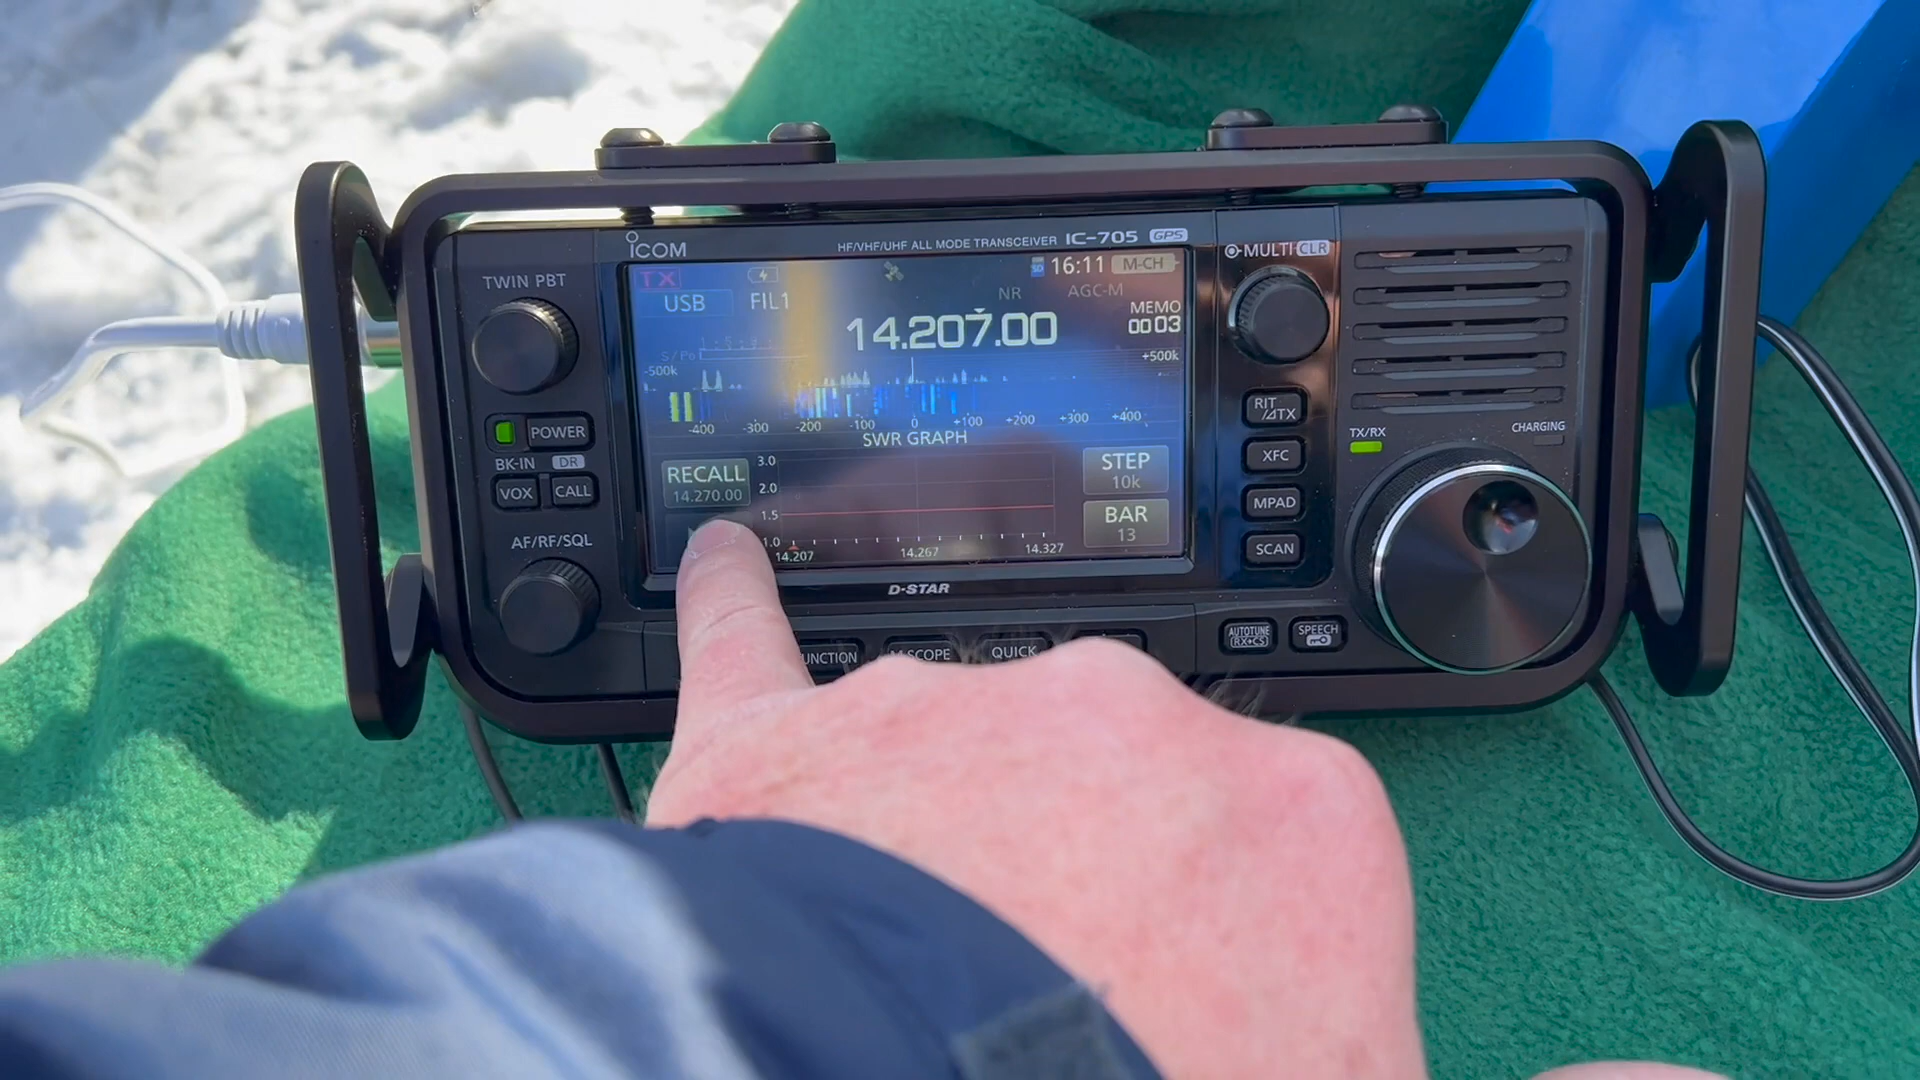 ICOM
HF/VHF/UHF ALL MODE TRANSCEIVER IC-705 GPS
MULTI CLR
TWIN PBT
TX
16:11 M-CH
USB FIL1
NR AGC-M
14.207.00
MEMO
0003
S/Po
-500k
+500k
-400 -300 -200 -100 0 +100 +200 +300 +400
SWR GRAPH
RECALL
14.270.00
3.0
2.0
1.5
1.0
14.207 14.267 14.327
STEP
10k
BAR
13
D-STAR
POWER
BK-IN DR
VOX CALL
AF/RF/SQL
RIT
/⊿TX
XFC
MPAD
SCAN
TX/RX
CHARGING
AUTOTUNE
RX→CS
SPEECH
QUICK